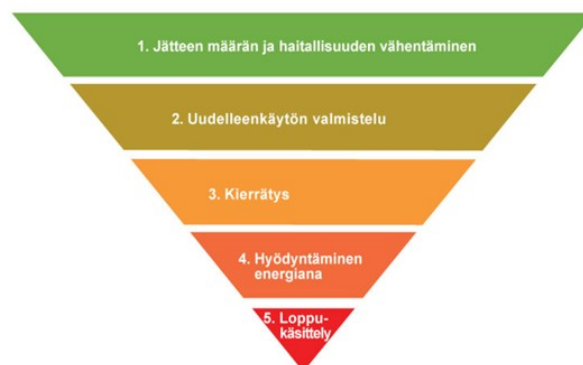 1. Jätteen määrän ja haitallisuuden vähentäminen
2. Uudelleenkäytön valmistelu
3. Kierrätys
4. Hyödyntäminen
energiana
5. Loppu-
käsittely